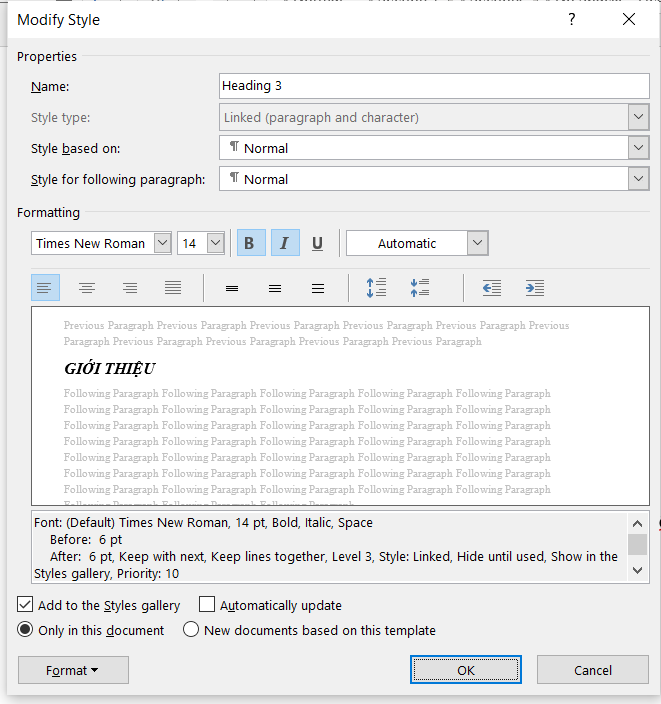 Modify Style
?
Properties
Name: Heading 3
Style type: Linked (paragraph and character)
Style based on: ¶ Normal
Style for following paragraph: ¶ Normal
Formatting
Times New Roman 14 B I U Automatic
Previous Paragraph Previous Paragraph Previous Paragraph Previous Paragraph Previous Paragraph Previous
Paragraph Previous Paragraph Previous Paragraph Previous Paragraph Previous Paragraph
GIỚI THIỆU
Following Paragraph Following Paragraph Following Paragraph Following Paragraph Following Paragraph
Following Paragraph Following Paragraph Following Paragraph Following Paragraph Following Paragraph
Following Paragraph Following Paragraph Following Paragraph Following Paragraph Following Paragraph
Following Paragraph Following Paragraph Following Paragraph Following Paragraph Following Paragraph
Following Paragraph Following Paragraph Following Paragraph Following Paragraph Following Paragraph
Following Paragraph Following Paragraph Following Paragraph Following Paragraph Following Paragraph
Following Paragraph Following Paragraph Following Paragraph Following Paragraph Following Paragraph
Font: (Default) Times New Roman, 14 pt, Bold, Italic, Space
Before: 6 pt
After: 6 pt, Keep with next, Keep lines together, Level 3, Style: Linked, Hide until used, Show in the
Styles gallery, Priority: 10
Add to the Styles gallery Automatically update
Only in this document New documents based on this template
Format OK Cancel